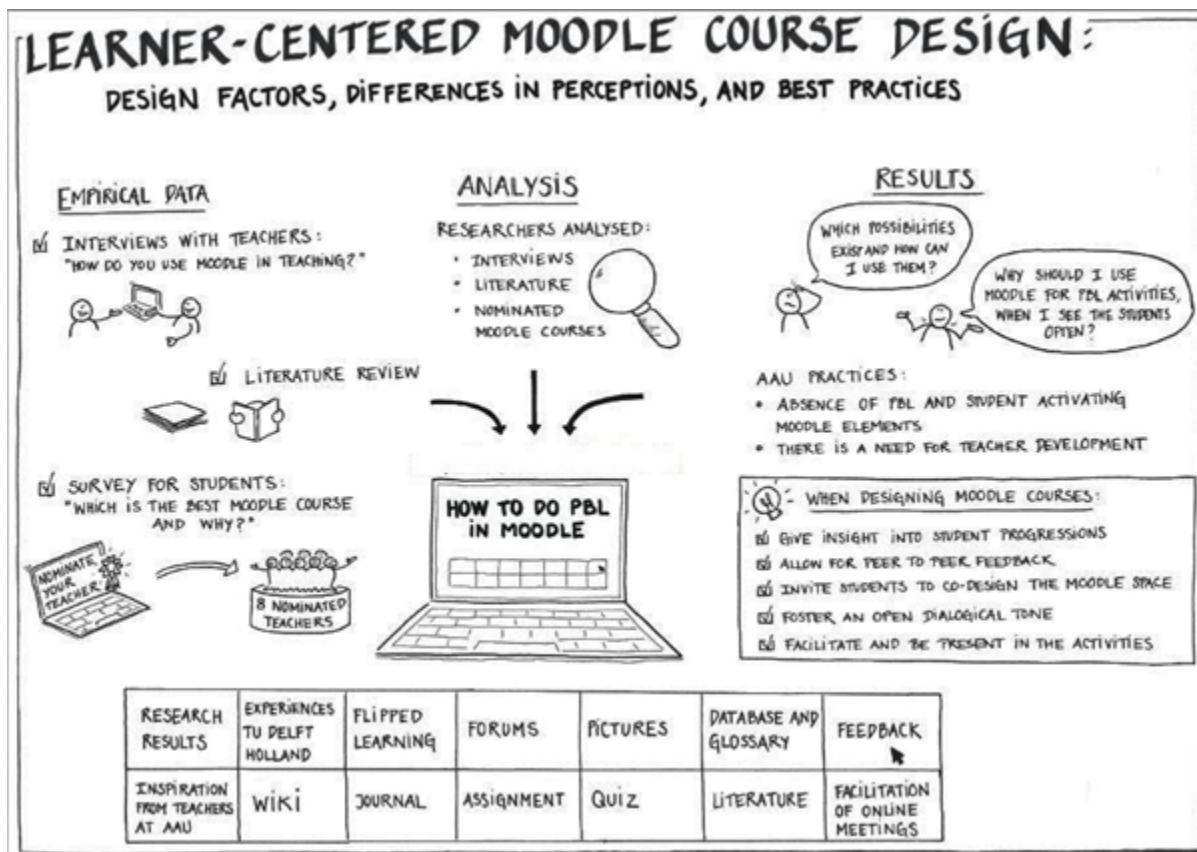 LEARNER-CENTERED MOODLE COURSE DESIGN:
DESIGN FACTORS, DIFFERENCES IN PERCEPTIONS, AND BEST PRACTICES
EMPIRICAL DATA
INTERVIEWS WITH TEACHERS:
"HOW DO YOU USE MOODLE IN TEACHING?"
LITERATURE REVIEW
SURVEY FOR STUDENTS:
"WHICH IS THE BEST MOODLE COURSE
AND WHY?"
NOMINATE
YOUR
TEACHER
8 NOMINATED
TEACHERS
ANALYSIS
RESEARCHERS ANALYSED:
• INTERVIEWS
• LITERATURE
• NOMINATED
MOODLE COURSES
HOW TO DO PBL
IN MOODLE
RESULTS
WHICH POSSIBILITIES
EXIST AND HOW CAN
I USE THEM?
WHY SHOULD I USE
MOODLE FOR PBL ACTIVITIES,
WHEN I SEE THE STUDENTS
OFTEN?
AAU PRACTICES:
• ABSENCE OF PBL AND STUDENT ACTIVATING
MOODLE ELEMENTS
• THERE IS A NEED FOR TEACHER DEVELOPMENT
WHEN DESIGNING MOODLE COURSES:
GIVE INSIGHT INTO STUDENT PROGRESSIONS
ALLOW FOR PEER TO PEER FEEDBACK
INVITE STUDENTS TO CO-DESIGN THE MOODLE SPACE
FOSTER AN OPEN DIALOGICAL TONE
FACILITATE AND BE PRESENT IN THE ACTIVITIES
RESEARCH
RESULTS
EXPERIENCES
TU DELFT
HOLLAND
FLIPPED
LEARNING
FORUMS
PICTURES
DATABASE AND
GLOSSARY
FEEDBACK
INSPIRATION
FROM TEACHERS
AT AAU
WIKI
JOURNAL
ASSIGNMENT
QUIZ
LITERATURE
FACILITATION
OF ONLINE
MEETINGS